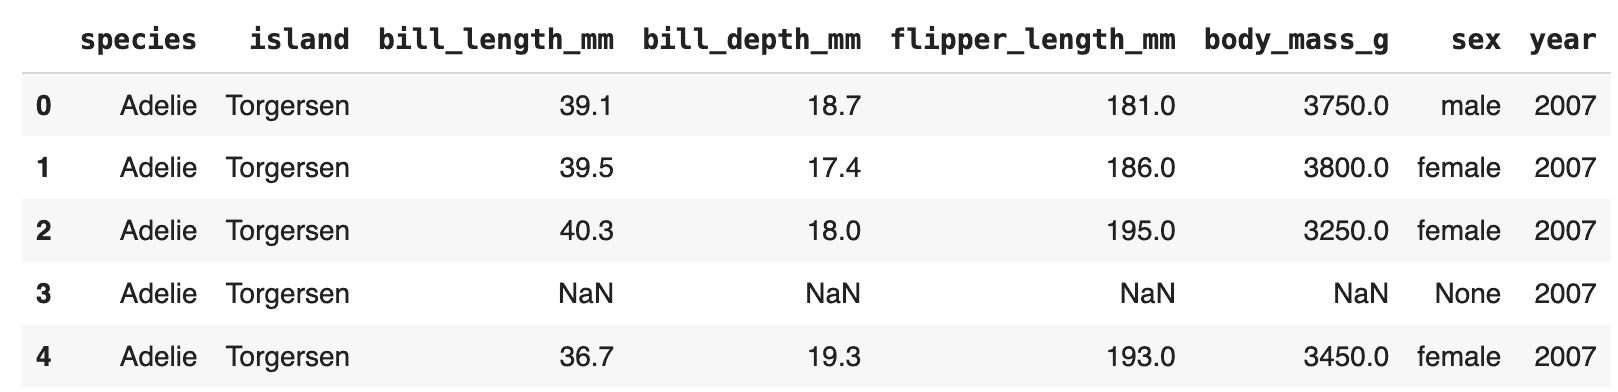 species island bill_length_mm bill_depth_mm flipper_length_mm body_mass_g sex year
0 Adelie Torgersen 39.1 18.7 181.0 3750.0 male 2007
1 Adelie Torgersen 39.5 17.4 186.0 3800.0 female 2007
2 Adelie Torgersen 40.3 18.0 195.0 3250.0 female 2007
3 Adelie Torgersen NaN NaN NaN NaN None 2007
4 Adelie Torgersen 36.7 19.3 193.0 3450.0 female 2007